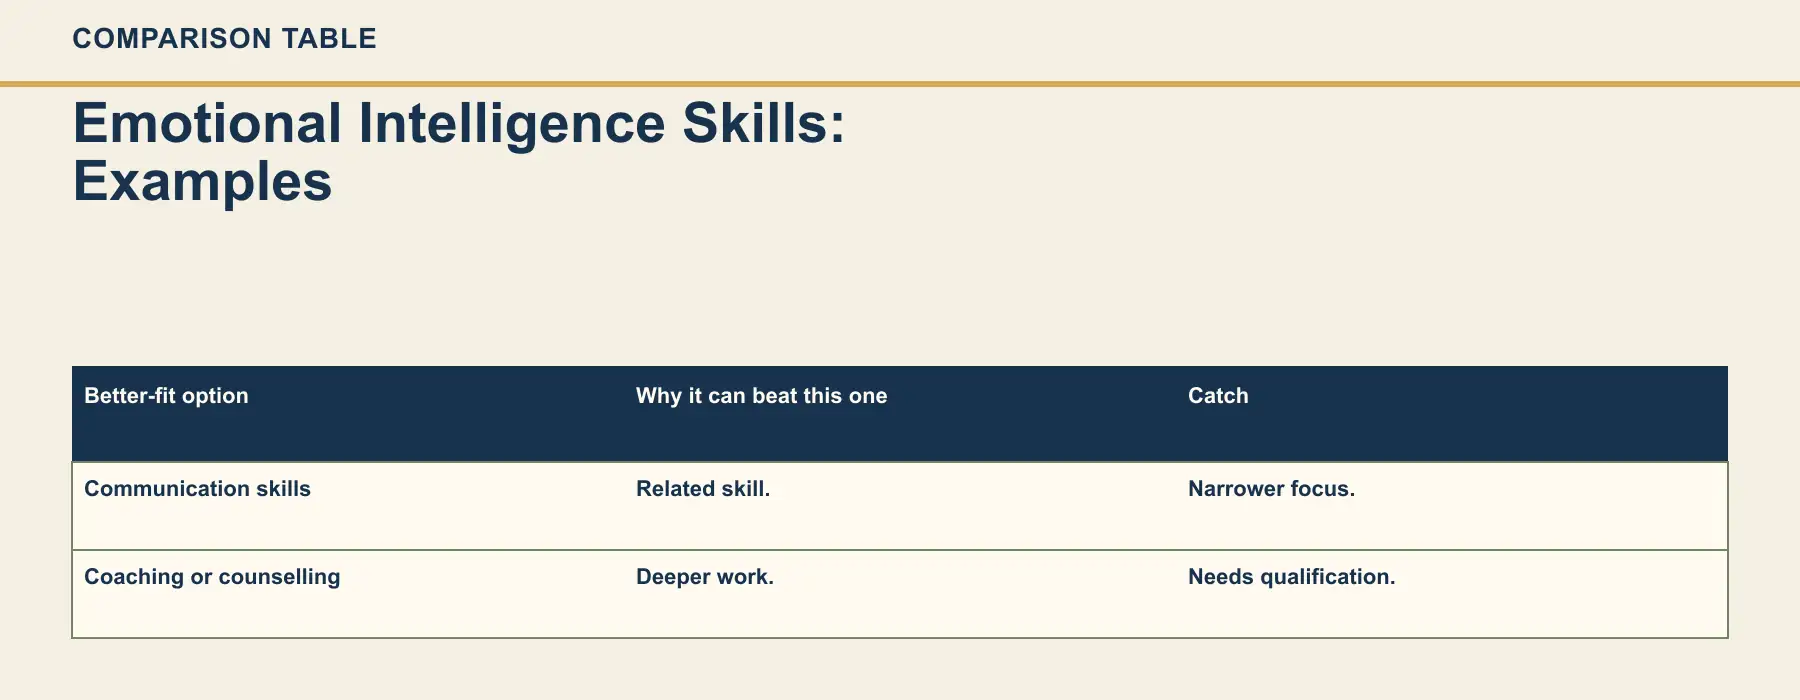 COMPARISON TABLE
Emotional Intelligence Skills:
Examples
Better-fit option Why it can beat this one Catch
Communication skills Related skill. Narrower focus.
Coaching or counselling Deeper work. Needs qualification.